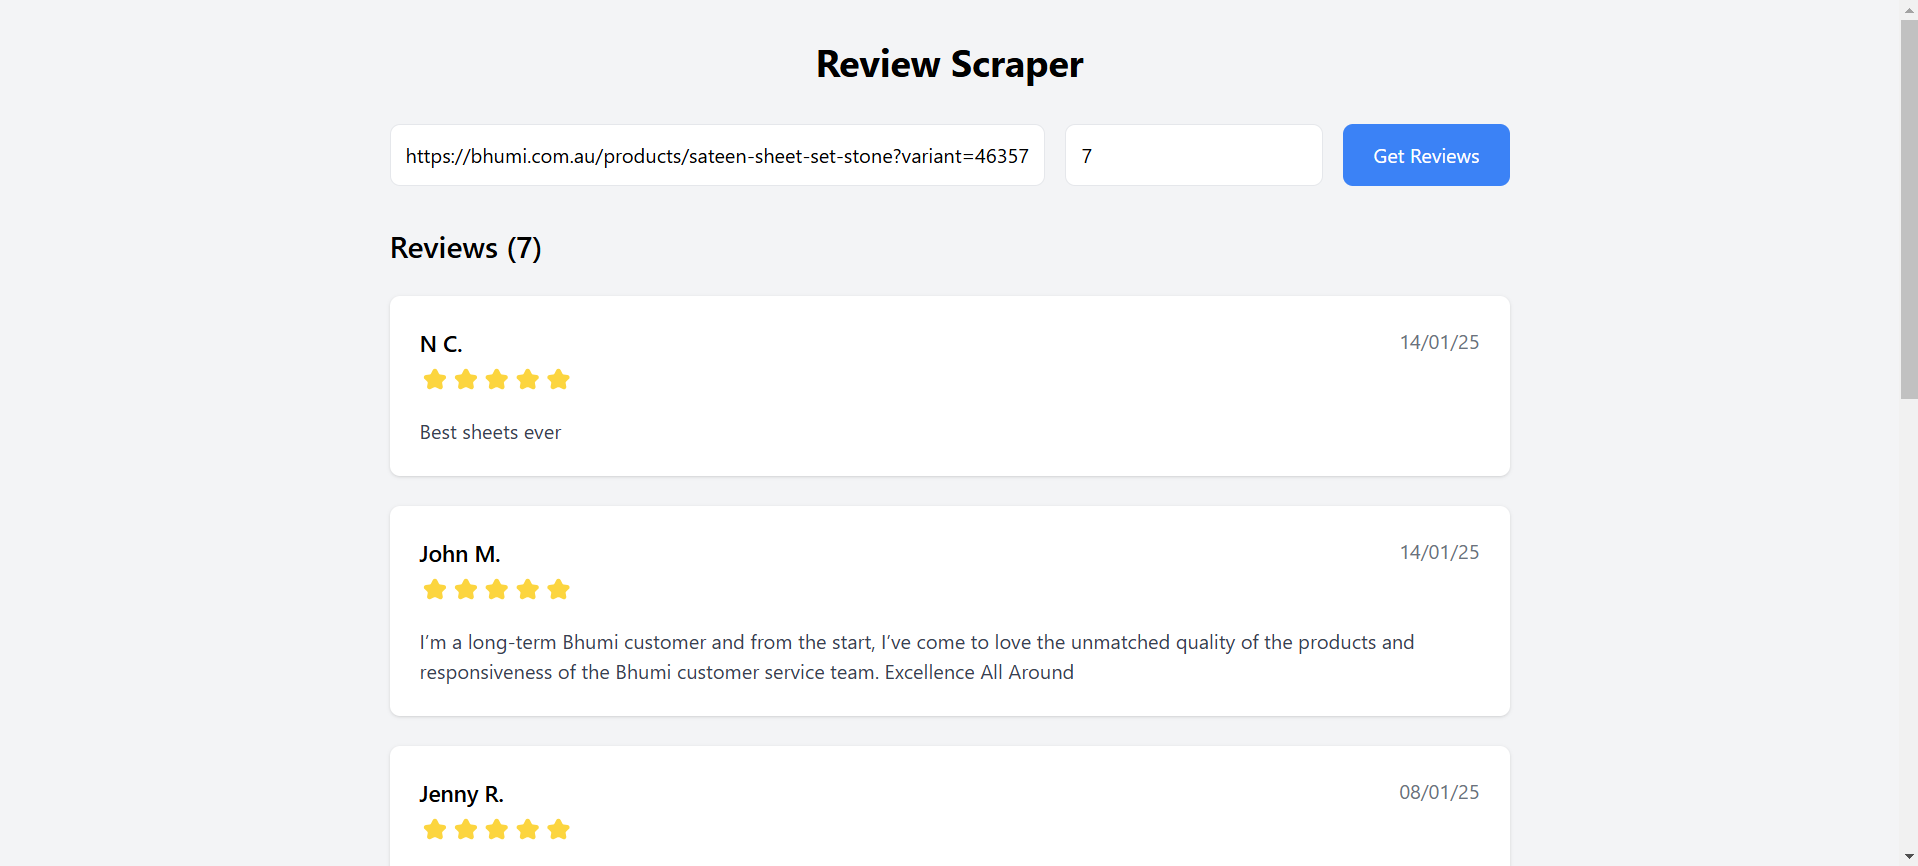 Review Scraper
https://bhumi.com.au/products/sateen-sheet-set-stone?variant=46357
7
Get Reviews
Reviews (7)
N C.
14/01/25
Best sheets ever
John M.
14/01/25
I’m a long-term Bhumi customer and from the start, I’ve come to love the unmatched quality of the products and
responsiveness of the Bhumi customer service team. Excellence All Around
Jenny R.
08/01/25